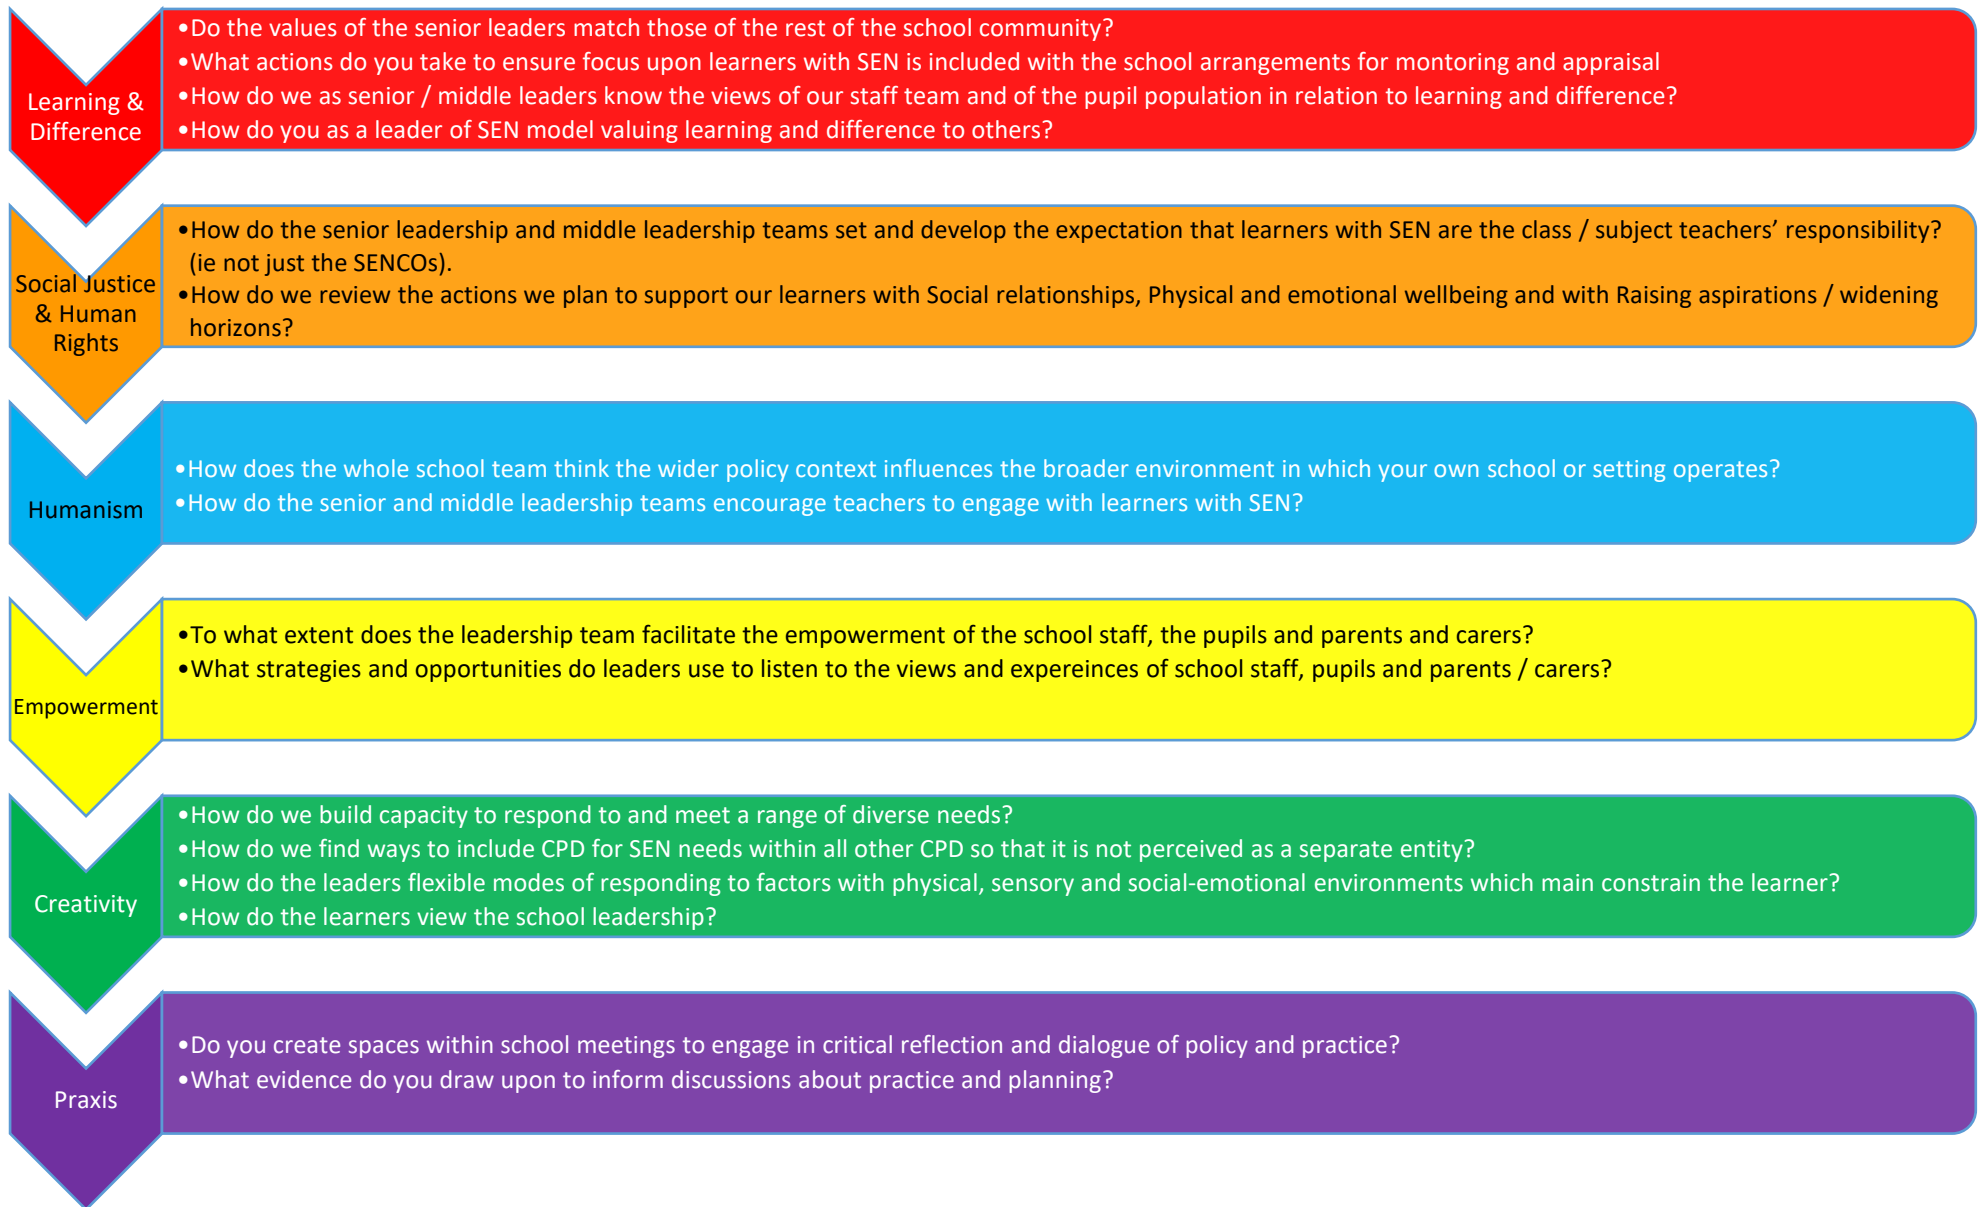 Learning &
Difference
•Do the values of the senior leaders match those of the rest of the school community?
•What actions do you take to ensure focus upon learners with SEN is included with the school arrangements for montoring and appraisal
•How do we as senior / middle leaders know the views of our staff team and of the pupil population in relation to learning and difference?
•How do you as a leader of SEN model valuing learning and difference to others?
Social Justice
& Human
Rights
•How do the senior leadership and middle leadership teams set and develop the expectation that learners with SEN are the class / subject teachers’ responsibility?
(ie not just the SENCOs).
•How do we review the actions we plan to support our learners with Social relationships, Physical and emotional wellbeing and with Raising aspirations / widening
horizons?
Humanism
•How does the whole school team think the wider policy context influences the broader environment in which your own school or setting operates?
•How do the senior and middle leadership teams encourage teachers to engage with learners with SEN?
Empowerment
•To what extent does the leadership team facilitate the empowerment of the school staff, the pupils and parents and carers?
•What strategies and opportunities do leaders use to listen to the views and expereinces of school staff, pupils and parents / carers?
Creativity
•How do we build capacity to respond to and meet a range of diverse needs?
•How do we find ways to include CPD for SEN needs within all other CPD so that it is not perceived as a separate entity?
•How do the leaders flexible modes of responding to factors with physical, sensory and social-emotional environments which main constrain the learner?
•How do the learners view the school leadership?
Praxis
•Do you create spaces within school meetings to engage in critical reflection and dialogue of policy and practice?
•What evidence do you draw upon to inform discussions about practice and planning?